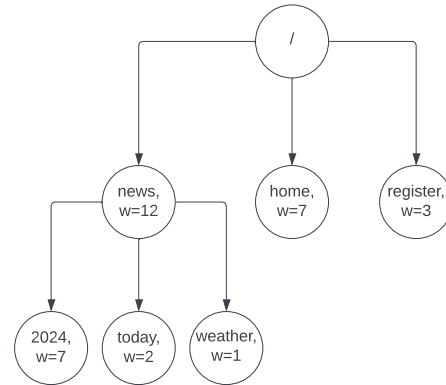 /
news,
w=12
home,
w=7
register,
w=3
2024,
w=7
today,
w=2
weather,
w=1